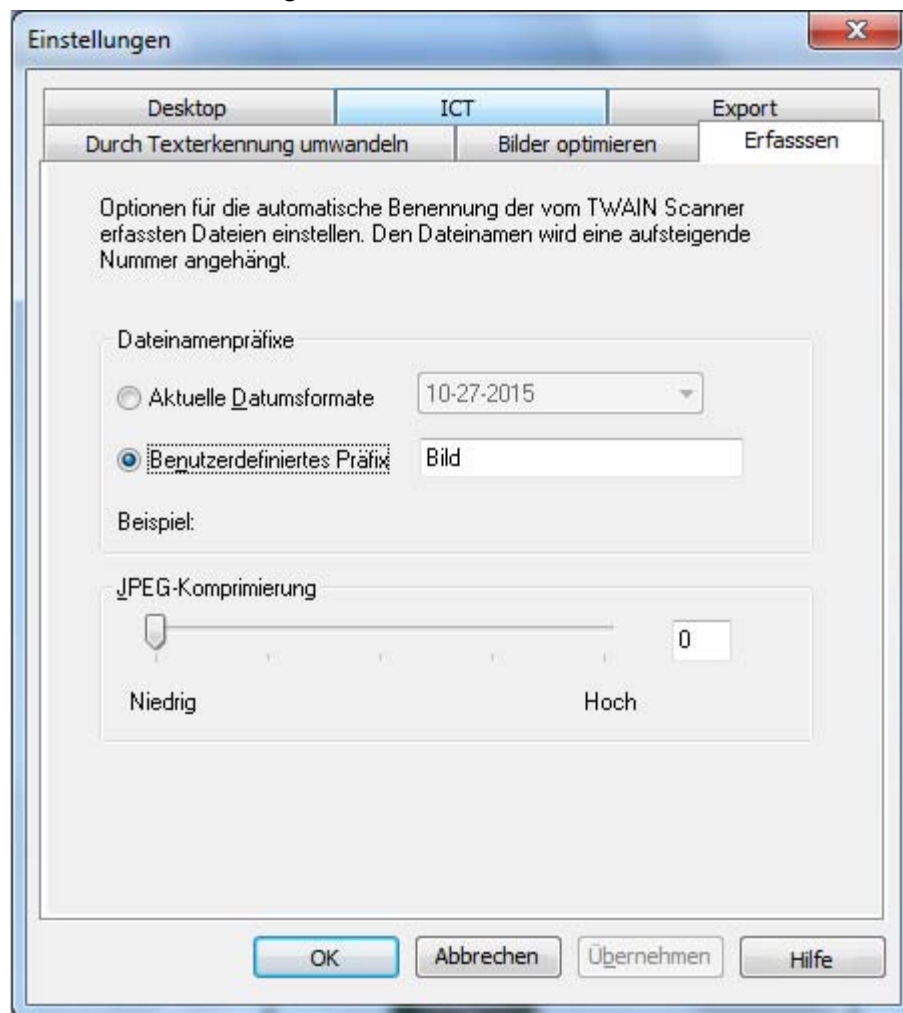 Einstellungen
Desktop
ICT
Export
Durch Texterkennung umwandeln
Bilder optimieren
Erfasssen
Optionen für die automatische Benennung der vom TWAIN Scanner
erfassten Dateien einstellen. Den Dateinamen wird eine aufsteigende
Nummer angehängt.
Dateinamenpräfixe
Aktuelle Datumsformate
10-27-2015
Benutzerdefiniertes Präfix
Bild
Beispiel:
JPEG-Komprimierung
0
Niedrig
Hoch
OK
Abbrechen
Übernehmen
Hilfe